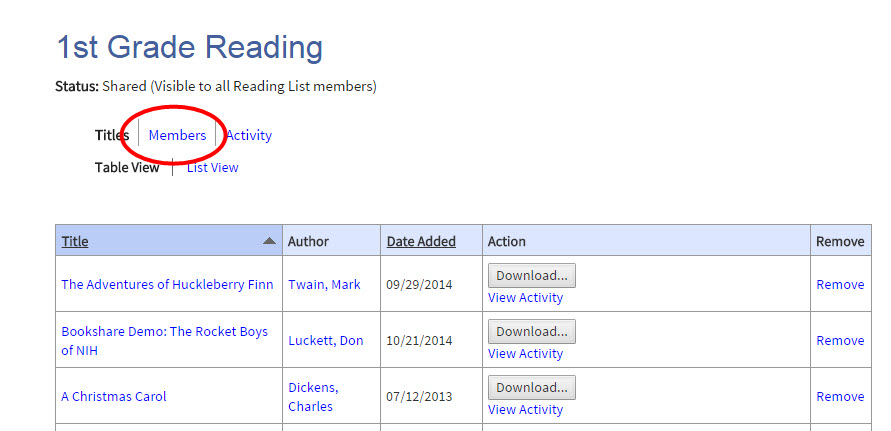 1st Grade Reading
Status: Shared (Visible to all Reading List members)
Titles Members Activity
Table View List View
Title Author Date Added Action Remove
The Adventures of Huckleberry Finn Twain, Mark 09/29/2014 Download... View Activity Remove
Bookshare Demo: The Rocket Boys
of NIH Luckett, Don 10/21/2014 Download... View Activity Remove
A Christmas Carol Dickens,
Charles 07/12/2013 Download... View Activity Remove